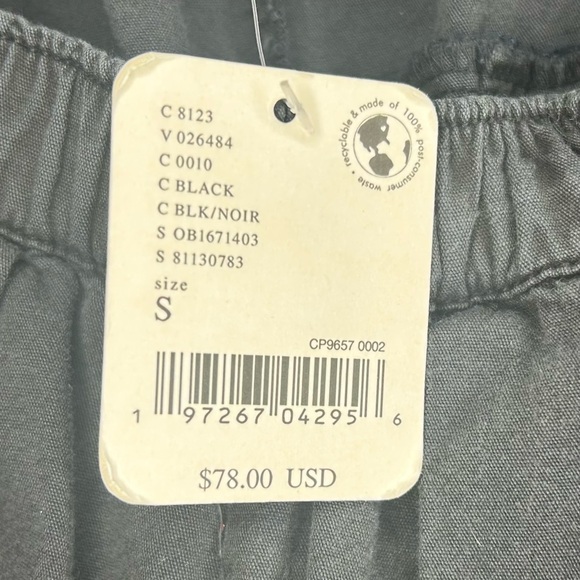 C 8123
V 026484
C 0010
C BLACK
C BLK/NOIR
S OB1671403
S 81130783
size
S
recyclable & made of 100% post-consumer waste •
CP9657 0002
1 97267 04295 6
$78.00 USD